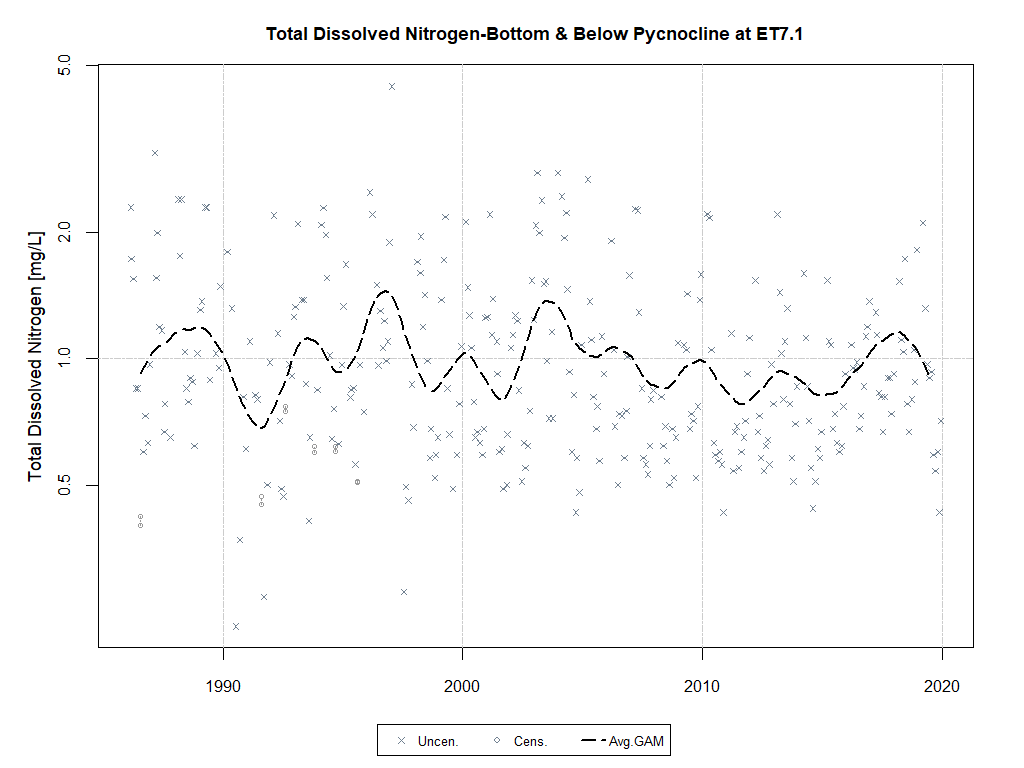 Total Dissolved Nitrogen-Bottom & Below Pycnocline at ET7.1
Total Dissolved Nitrogen [mg/L]
5.0
2.0
1.0
0.5
1990 2000 2010 2020
Uncen. Cens. Avg.GAM